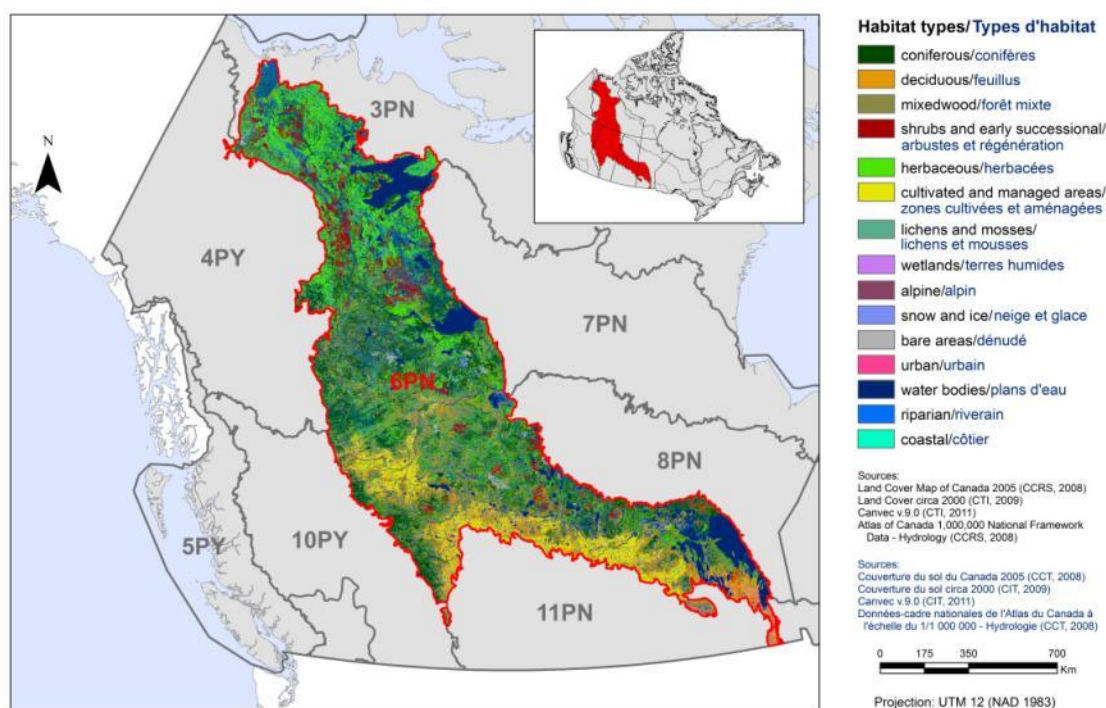 N
3PN
4PY
7PN
6PN
8PN
5PY
10PY
11PN
Habitat types/Types d'habitat
coniferous/conifères
deciduous/feuillus
mixedwood/forêt mixte
shrubs and early successional/
arbustes et régénération
herbaceous/herbacées
cultivated and managed areas/
zones cultivées et aménagées
lichens and mosses/
lichens et mousses
wetlands/terres humides
alpine/alpin
snow and ice/neige et glace
bare areas/dénudé
urban/urbain
water bodies/plans d'eau
riparian/riverain
coastal/côtier
Sources:
Land Cover Map of Canada 2005 (CCRS, 2008)
Land Cover circa 2000 (CTI, 2009)
Canvec v.9.0 (CTI, 2011)
Atlas of Canada 1,000,000 National Framework
Data - Hydrology (CCRS, 2008)
Sources:
Couverture du sol du Canada 2005 (CCT, 2008)
Couverture du sol circa 2000 (CIT, 2009)
Canvec v.9.0 (CIT, 2011)
Données-cadre nationales de l'Atlas du Canada à
l'échelle du 1/1 000 000 - Hydrologie (CCT, 2008)
0 175 350 700
Km
Projection: UTM 12 (NAD 1983)